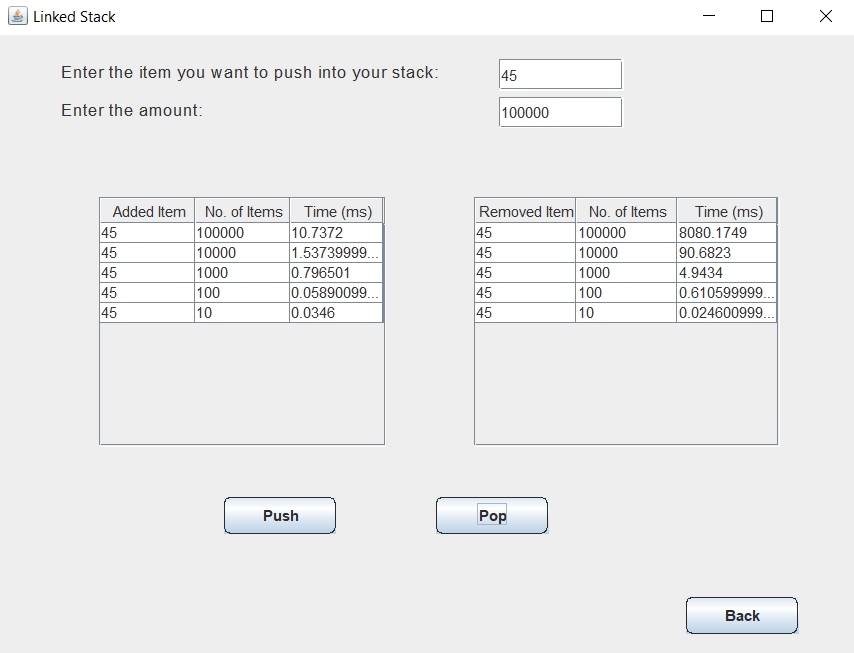 Linked Stack
Enter the item you want to push into your stack: 45
Enter the amount: 100000
Added Item No. of Items Time (ms)
45 100000 10.7372
45 10000 1.53739999...
45 1000 0.796501
45 100 0.05890099...
45 10 0.0346
Removed Item No. of Items Time (ms)
45 100000 8080.1749
45 10000 90.6823
45 1000 4.9434
45 100 0.610599999...
45 10 0.024600999...
Push
Pop
Back